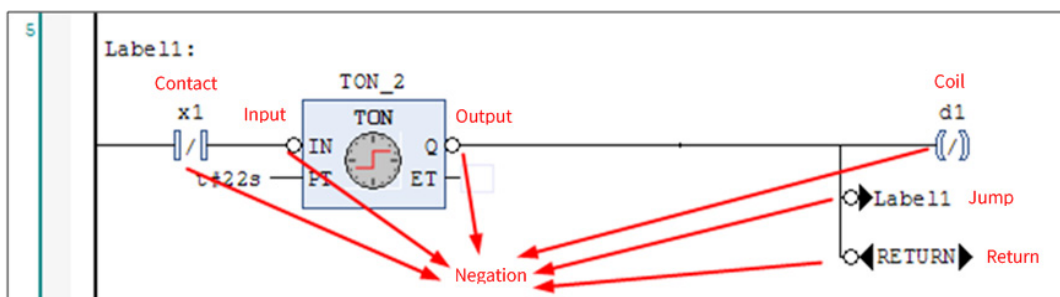 5
Label1:
Contact
TON_2
Coil
x1
Input
TON
Output
d1
/
IN
Q
/
t#22s
PT
ET
Label1
Jump
RETURN
Return
Negation